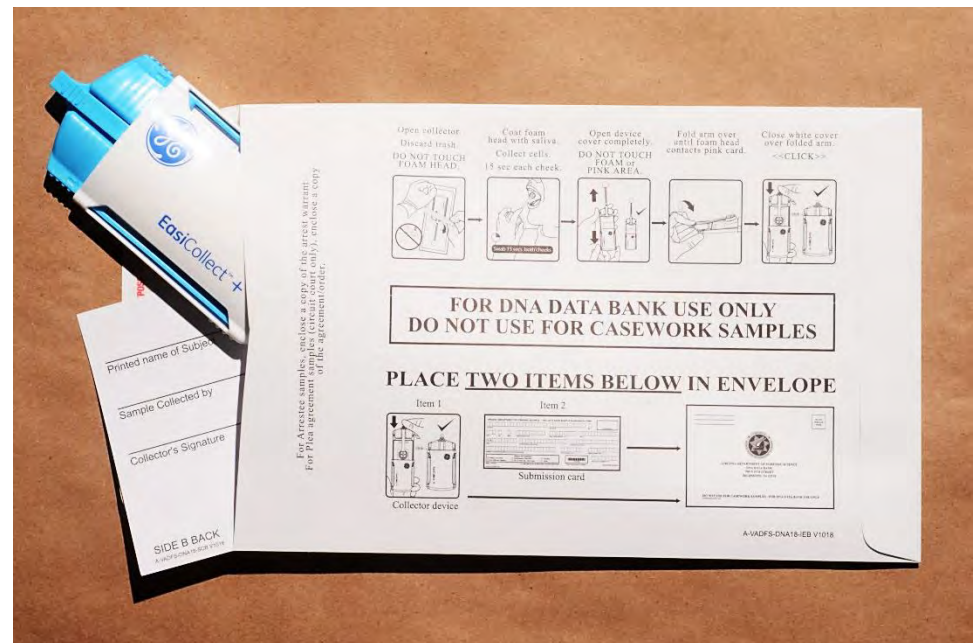 EasiCollect™+
Printed name of Subject
Sample Collected by
Collector's Signature
SIDE B BACK
A-VADFS-DNA18-SCB V1018
For Arrestee samples, enclose a copy of the arrest warrant
For Plea agreement samples (circuit court only), enclose a copy
of the agreement/order.
Open collector.
Discard trash.
DO NOT TOUCH
FOAM HEAD.
Coat foam
head with saliva.
Collect cells
15 sec each cheek.
Open device
cover completely.
DO NOT TOUCH
FOAM or
PINK AREA.
Fold arm over
until foam head
contacts pink card.
Close white cover
over folded arm.
<<CLICK>>
FOR DNA DATA BANK USE ONLY
DO NOT USE FOR CASEWORK SAMPLES
PLACE TWO ITEMS BELOW IN ENVELOPE
Item 1
Item 2
Submission card
Collector device
A-VADFS-DNA18-IEB V1018